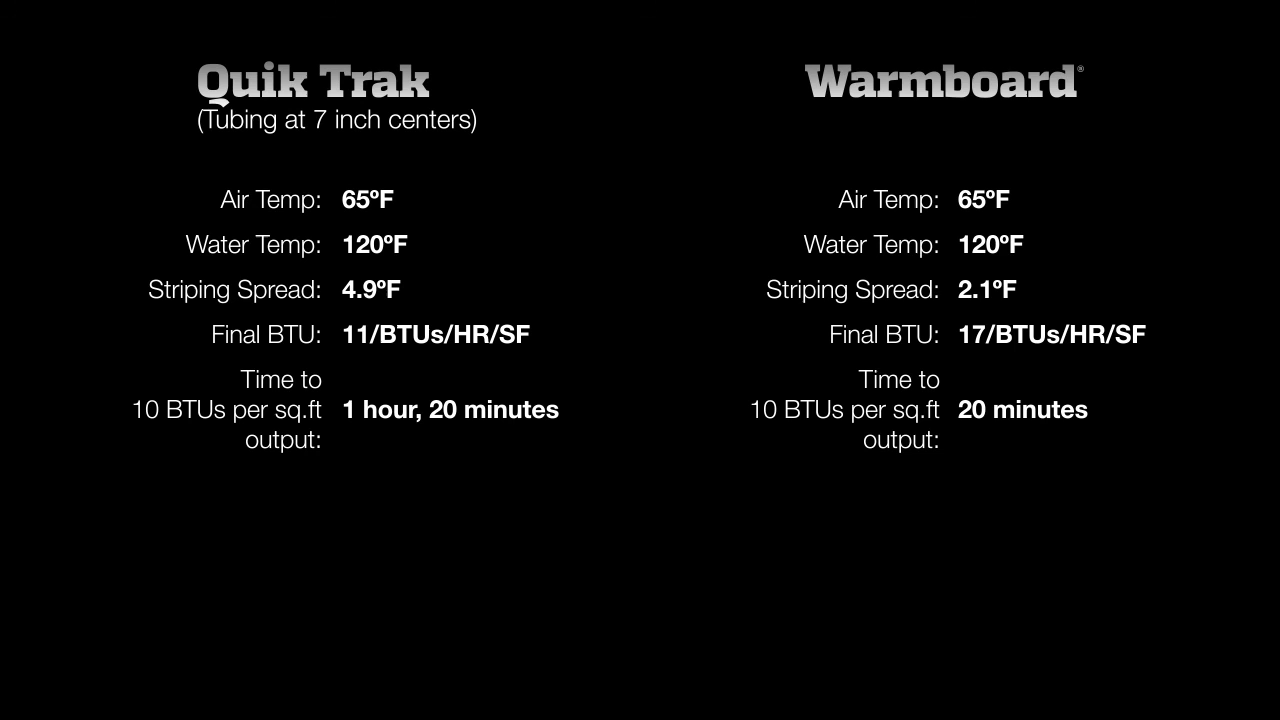 Quik Trak
(Tubing at 7 inch centers)
Air Temp: 65ºF
Water Temp: 120ºF
Striping Spread: 4.9ºF
Final BTU: 11/BTUs/HR/SF
Time to
10 BTUs per sq.ft 1 hour, 20 minutes
output:
Warmboard®
Air Temp: 65ºF
Water Temp: 120ºF
Striping Spread: 2.1ºF
Final BTU: 17/BTUs/HR/SF
Time to
10 BTUs per sq.ft 20 minutes
output: